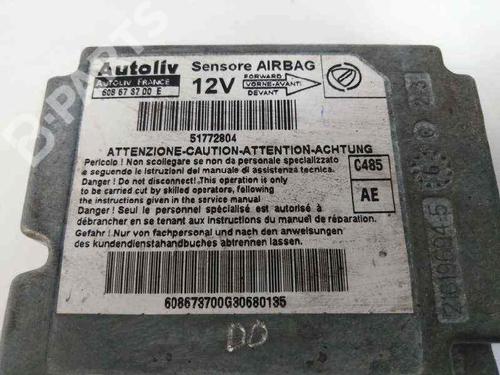 Autoliv
AUTOLIV FRANCE
608 67 37 00 E
Sensore AIRBAG
12V
FORWARD
VORNE-AVANTI
DEVANT
51772804
ATTENZIONE-CAUTION-ATTENTION-ACHTUNG
Pericolo ! Non scollegare se non da personale specializzato
e seguendo le istruzioni del manuale di assistenza tecnica.
Danger ! Do not disconnect! This operation is only
to be carried out by skilled operators, following
the instructions given in the service manual
Danger ! Seul le personnel spécialisé est autorisé à
débrancher en se tenant aux instructions du manuel de réparation.
Gefahr ! Nur von fachpersonal und nach den anweisungen
des kundendiensthandbuches abtrennen lassen.
C485
AE
608673700G30680135
DD
B-PARTS